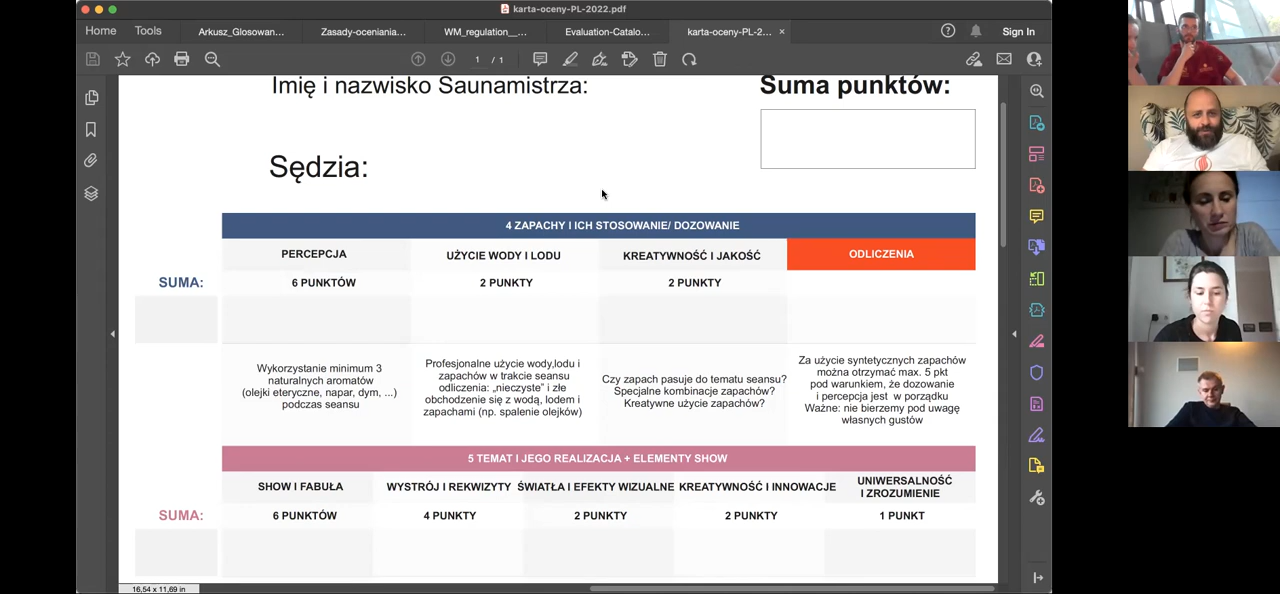 karta-oceny-PL-2022.pdf
Home Tools Arkusz_Glosowan... Zasady-oceniania... WM_regulation__... Evaluation-Catalo... karta-oceny-PL-2... × Sign In
1 / 1
Imię i nazwisko Saunamistrza:
Suma punktów:
Sędzia:
4 ZAPACHY I ICH STOSOWANIE/ DOZOWANIE
PERCEPCJA UŻYCIE WODY I LODU KREATYWNOŚĆ I JAKOŚĆ ODLICZENIA
SUMA: 6 PUNKTÓW 2 PUNKTY 2 PUNKTY
Wykorzystanie minimum 3
naturalnych aromatów
(olejki eteryczne, napar, dym, ...)
podczas seansu
Profesjonalne użycie wody,lodu i
zapachów w trakcie seansu
odliczenia: „nieczyste” i złe
obchodzenie się z wodą, lodem i
zapachami (np. spalenie olejków)
Czy zapach pasuje do tematu seansu?
Specjalne kombinacje zapachów?
Kreatywne użycie zapachów?
Za użycie syntetycznych zapachów
można otrzymać max. 5 pkt
pod warunkiem, że dozowanie
i percepcja jest w porządku
Ważne: nie bierzemy pod uwagę
własnych gustów
5 TEMAT I JEGO REALIZACJA + ELEMENTY SHOW
SHOW I FABUŁA WYSTRÓJ I REKWIZYTY ŚWIATŁA I EFEKTY WIZUALNE KREATYWNOŚĆ I INNOWACJE UNIWERSALNOŚĆ
I ZROZUMIENIE
SUMA: 6 PUNKTÓW 4 PUNKTY 2 PUNKTY 2 PUNKTY 1 PUNKT
16,54 x 11,69 in